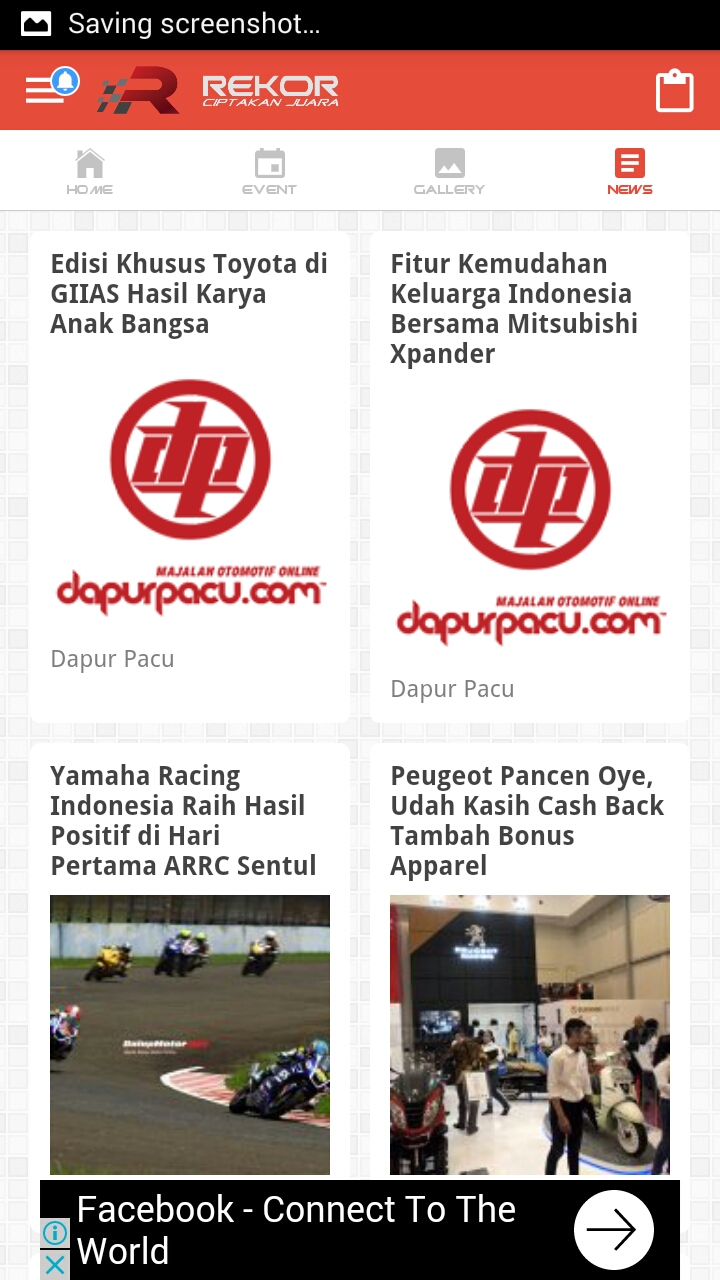 Saving screenshot...
REKOR
CIPTAKAN JUARA
HOME
EVENT
GALLERY
NEWS
Edisi Khusus Toyota di
GIIAS Hasil Karya
Anak Bangsa
dp
MAJALAH OTOMOTIF ONLINE
dapurpacu.com
Dapur Pacu
Fitur Kemudahan
Keluarga Indonesia
Bersama Mitsubishi
Xpander
dp
MAJALAH OTOMOTIF ONLINE
dapurpacu.com
Dapur Pacu
Yamaha Racing
Indonesia Raih Hasil
Positif di Hari
Pertama ARRC Sentul
Peugeot Pancen Oye,
Udah Kasih Cash Back
Tambah Bonus
Apparel
PEUGEOT
Facebook - Connect To The
World